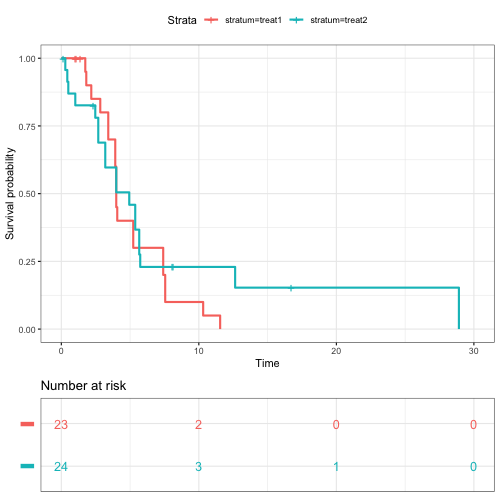 Strata stratum=treat1 stratum=treat2
1.00
0.75
0.50
0.25
0.00
Survival probability
0 10 20 30
Time
Number at risk
23 2 0 0
24 3 1 0